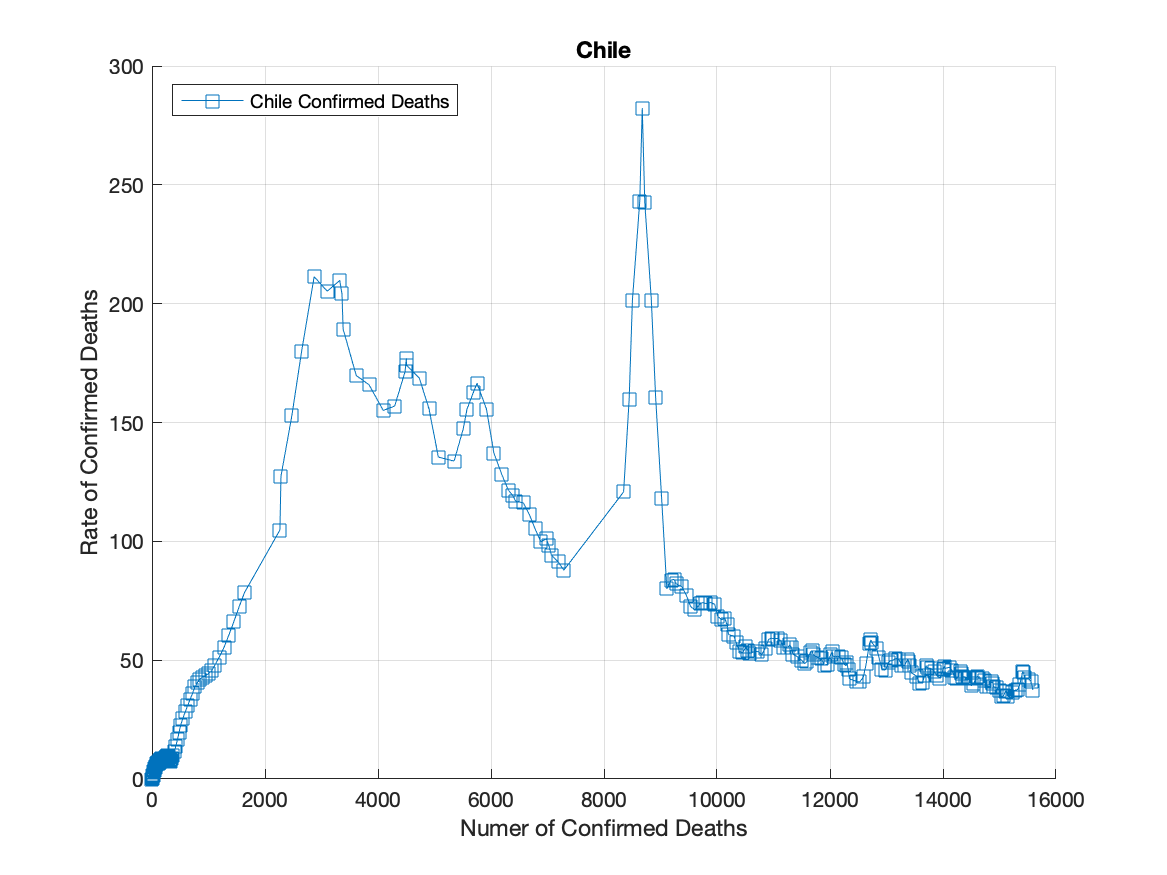 Chile
Chile Confirmed Deaths
300
250
200
150
100
50
0
Rate of Confirmed Deaths
0 2000 4000 6000 8000 10000 12000 14000 16000
Numer of Confirmed Deaths